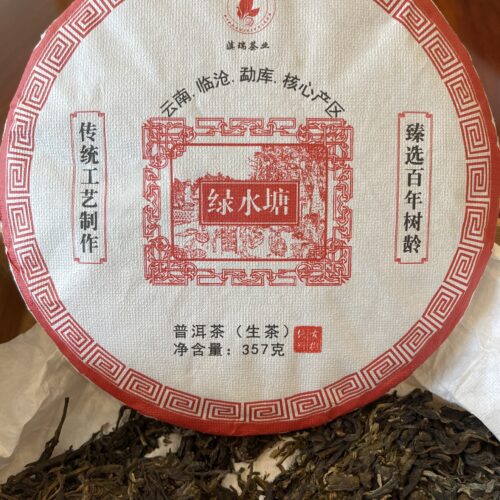 滇瑞茶业
云南.临沧.勐库.核心产区
传统工艺制作
绿水塘
臻选百年树龄
普洱茶（生茶）
净含量：357克